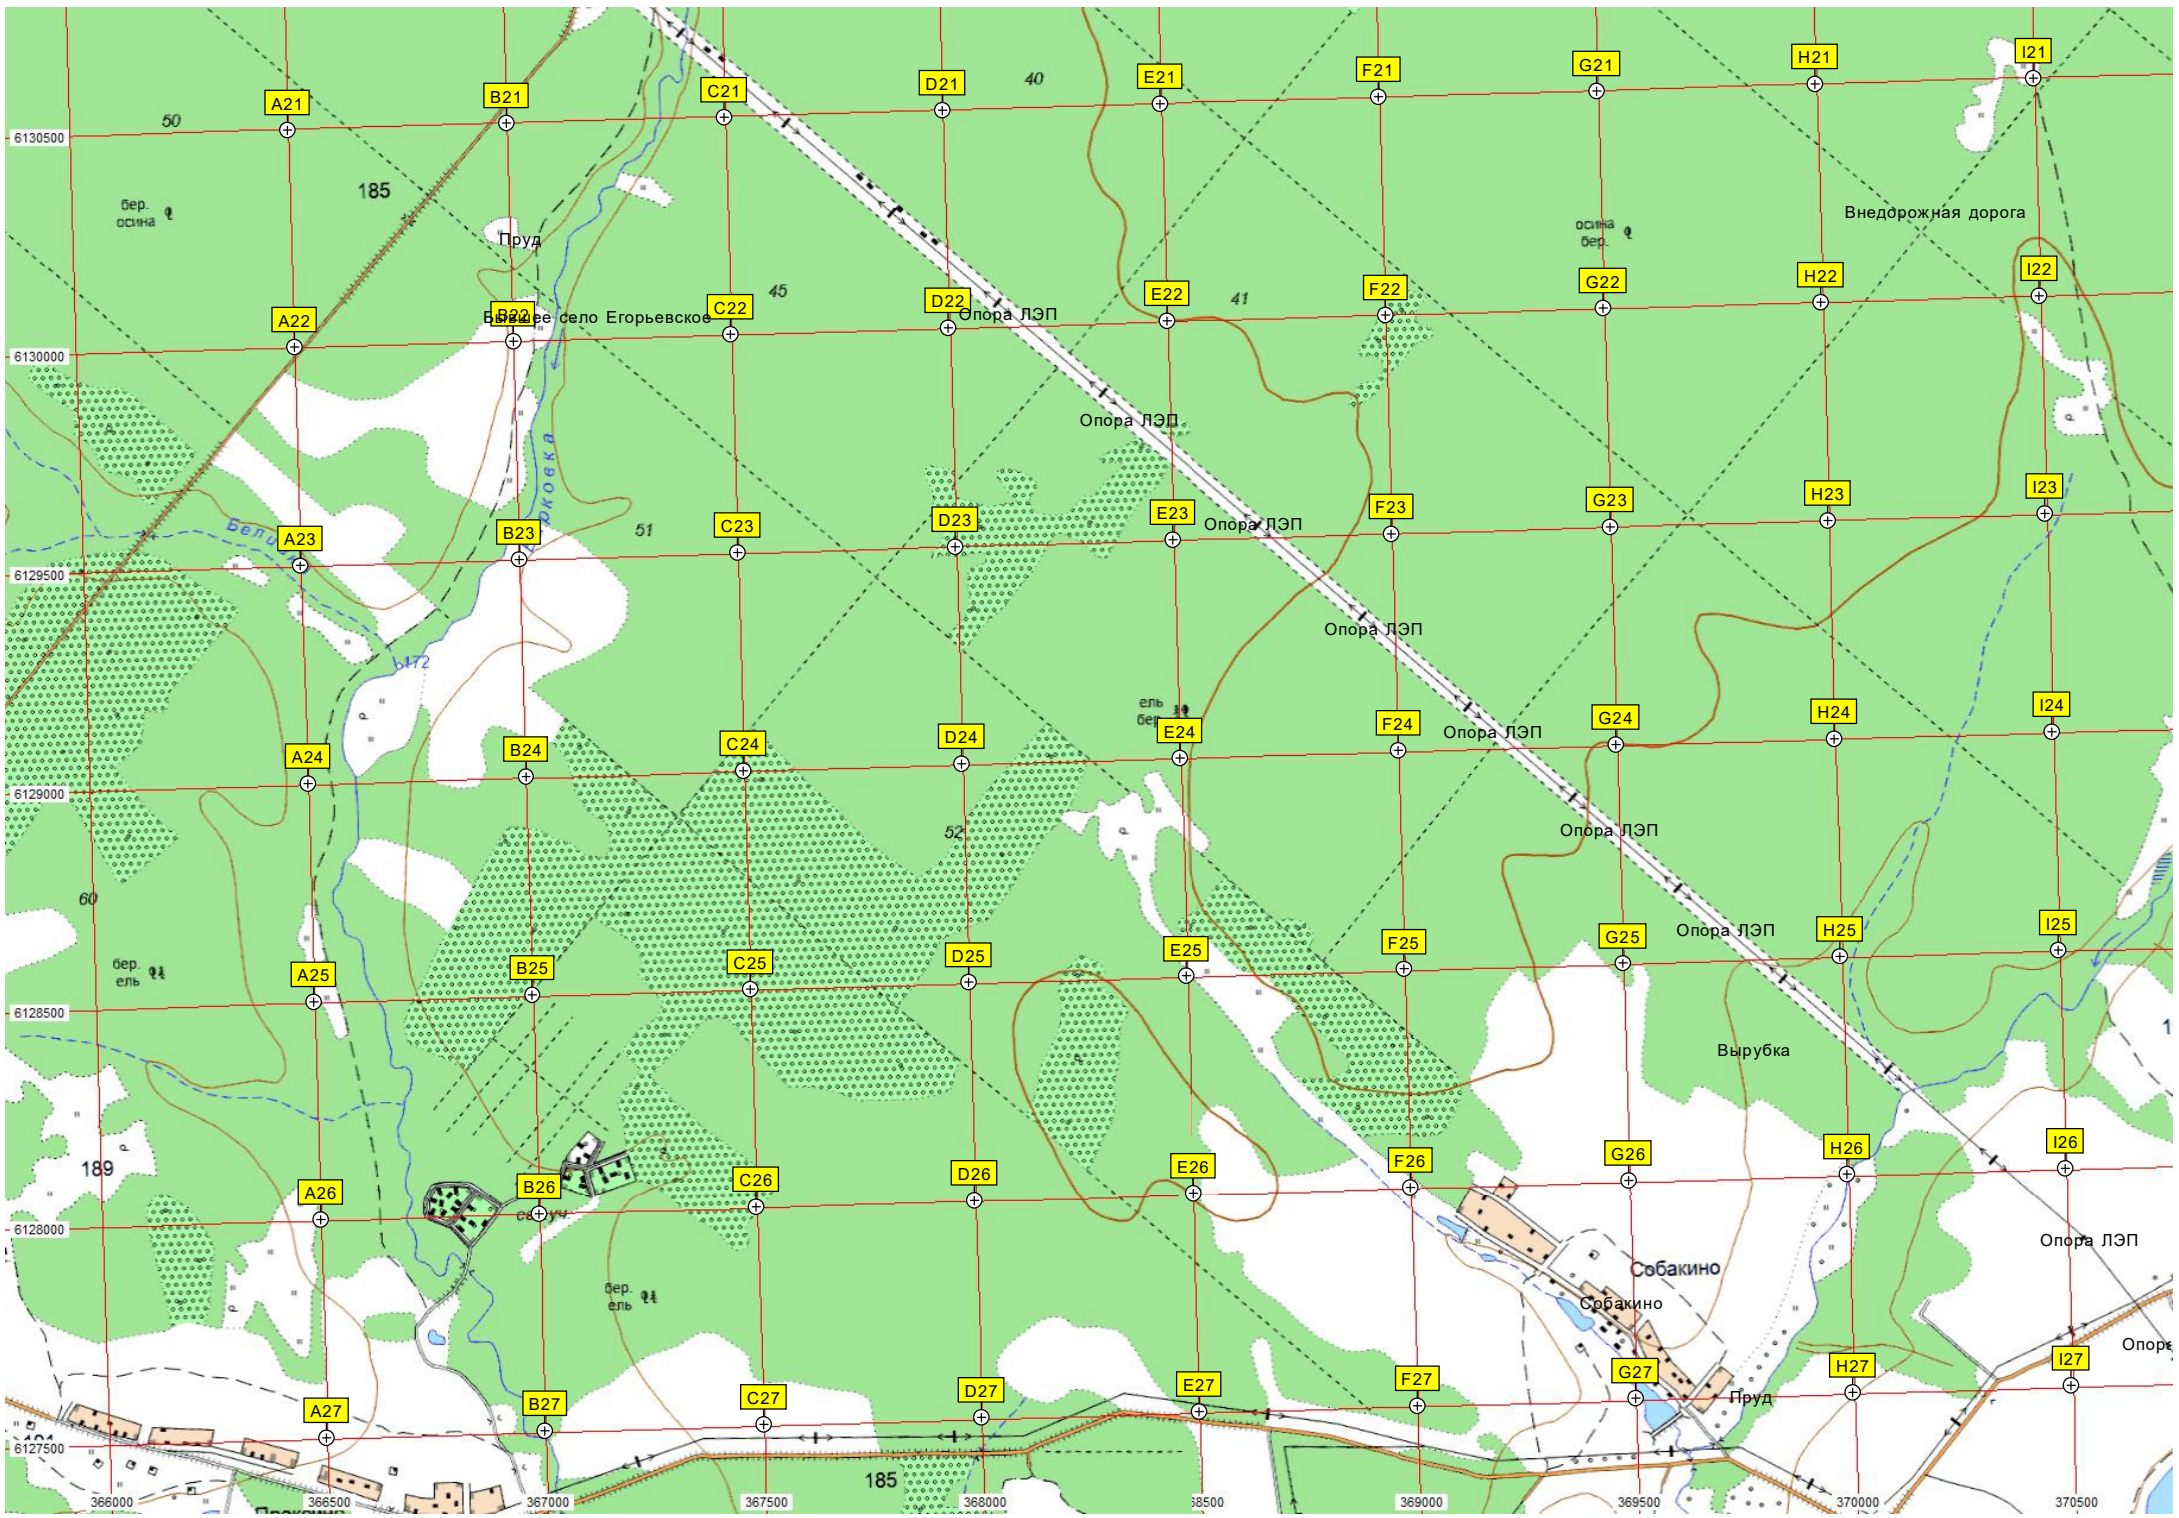 I21
H21
G21
F21
E21
40
D21
C21
B21
A21
50
6130500
185
бер.
осина
осина
бер.
Внедорожная дорога
Пруд
I22
H22
G22
F22
E22
41
45
D22
Опора ЛЭП
C22
B22
Бывшее село Егорьевское
A22
6130000
Опора ЛЭП
I23
H23
G23
F23
E23
Опора ЛЭП
D23
C23
51
B23
A23
6129500
Опора ЛЭП
172
ель
бер.
I24
H24
G24
F24
E24
Опора ЛЭП
D24
C24
B24
A24
6129000
52
Опора ЛЭП
60
I25
H25
G25
F25
E25
Опора ЛЭП
D25
C25
B25
A25
бер.
ель
6128500
Вырубка
189
I26
H26
G26
F26
E26
D26
C26
B26
A26
6128000
Опора ЛЭП
Собакино
Собакино
бер.
ель
I27
H27
G27
F27
E27
D27
C27
B27
A27
Пруд
6127500
185
366000
366500
367000
367500
368000
68500
369000
369500
370000
370500